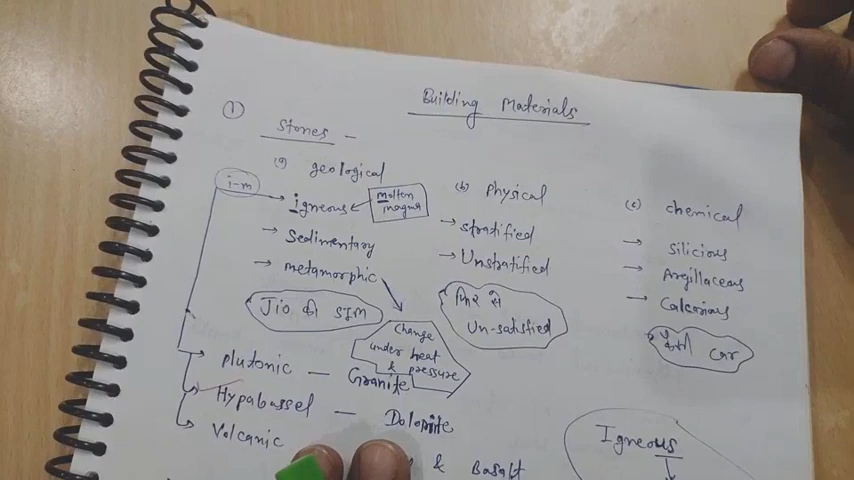 Building Materials
① Stones -
(a) geological
i-m
→ igneous ← molten magma
→ Sedimentary
→ metamorphic
Jio की SIM
Change under heat & pressure
(b) Physical
→ stratified
→ Unstratified
फिर से
Un-satisfied
(c) chemical
→ Silicious
→ Argillaceous
→ Calcarious
car
→ Plutonic — Granite
→ Hypabassel — Dolomite
→ Volcanic
& Basalt
Igneous